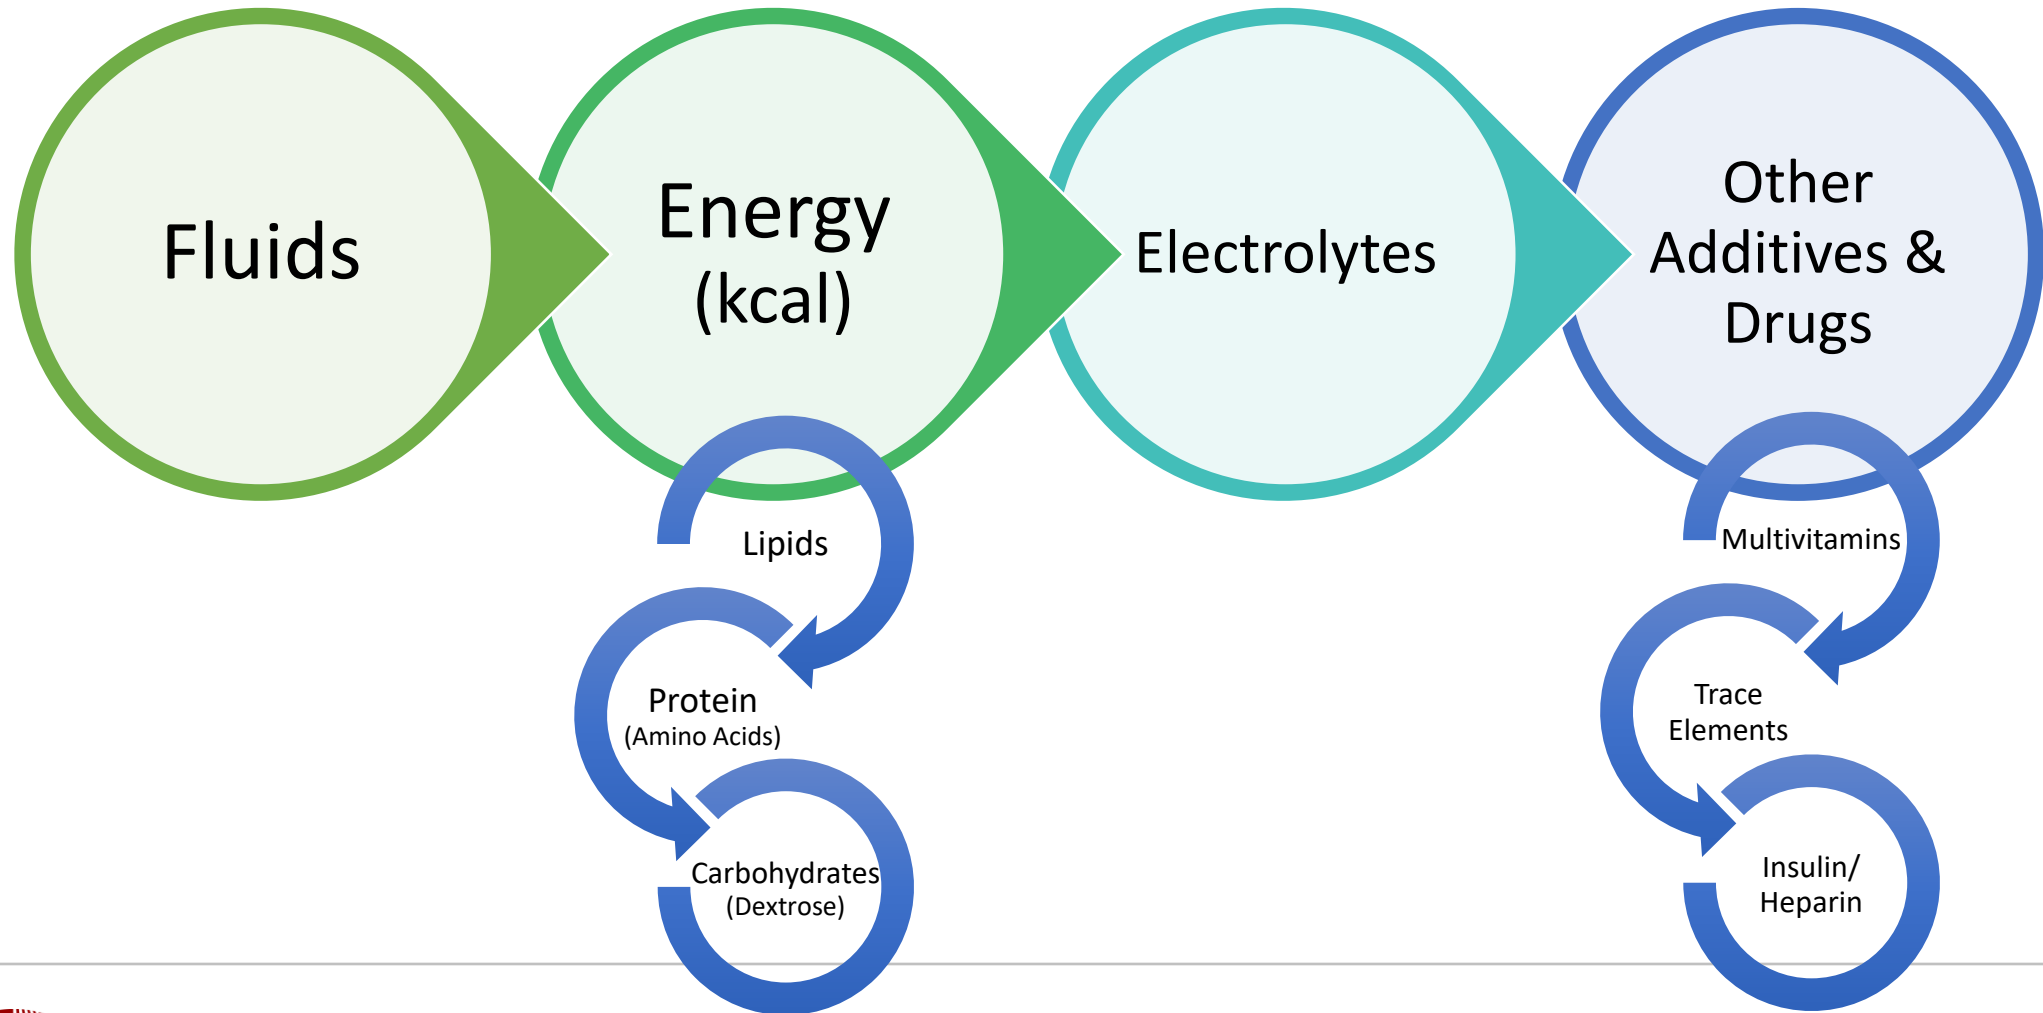 Fluids
Energy
(kcal)
Electrolytes
Other
Additives &
Drugs
Lipids
Protein
(Amino Acids)
Carbohydrates
(Dextrose)
Multivitamins
Trace
Elements
Insulin/
Heparin